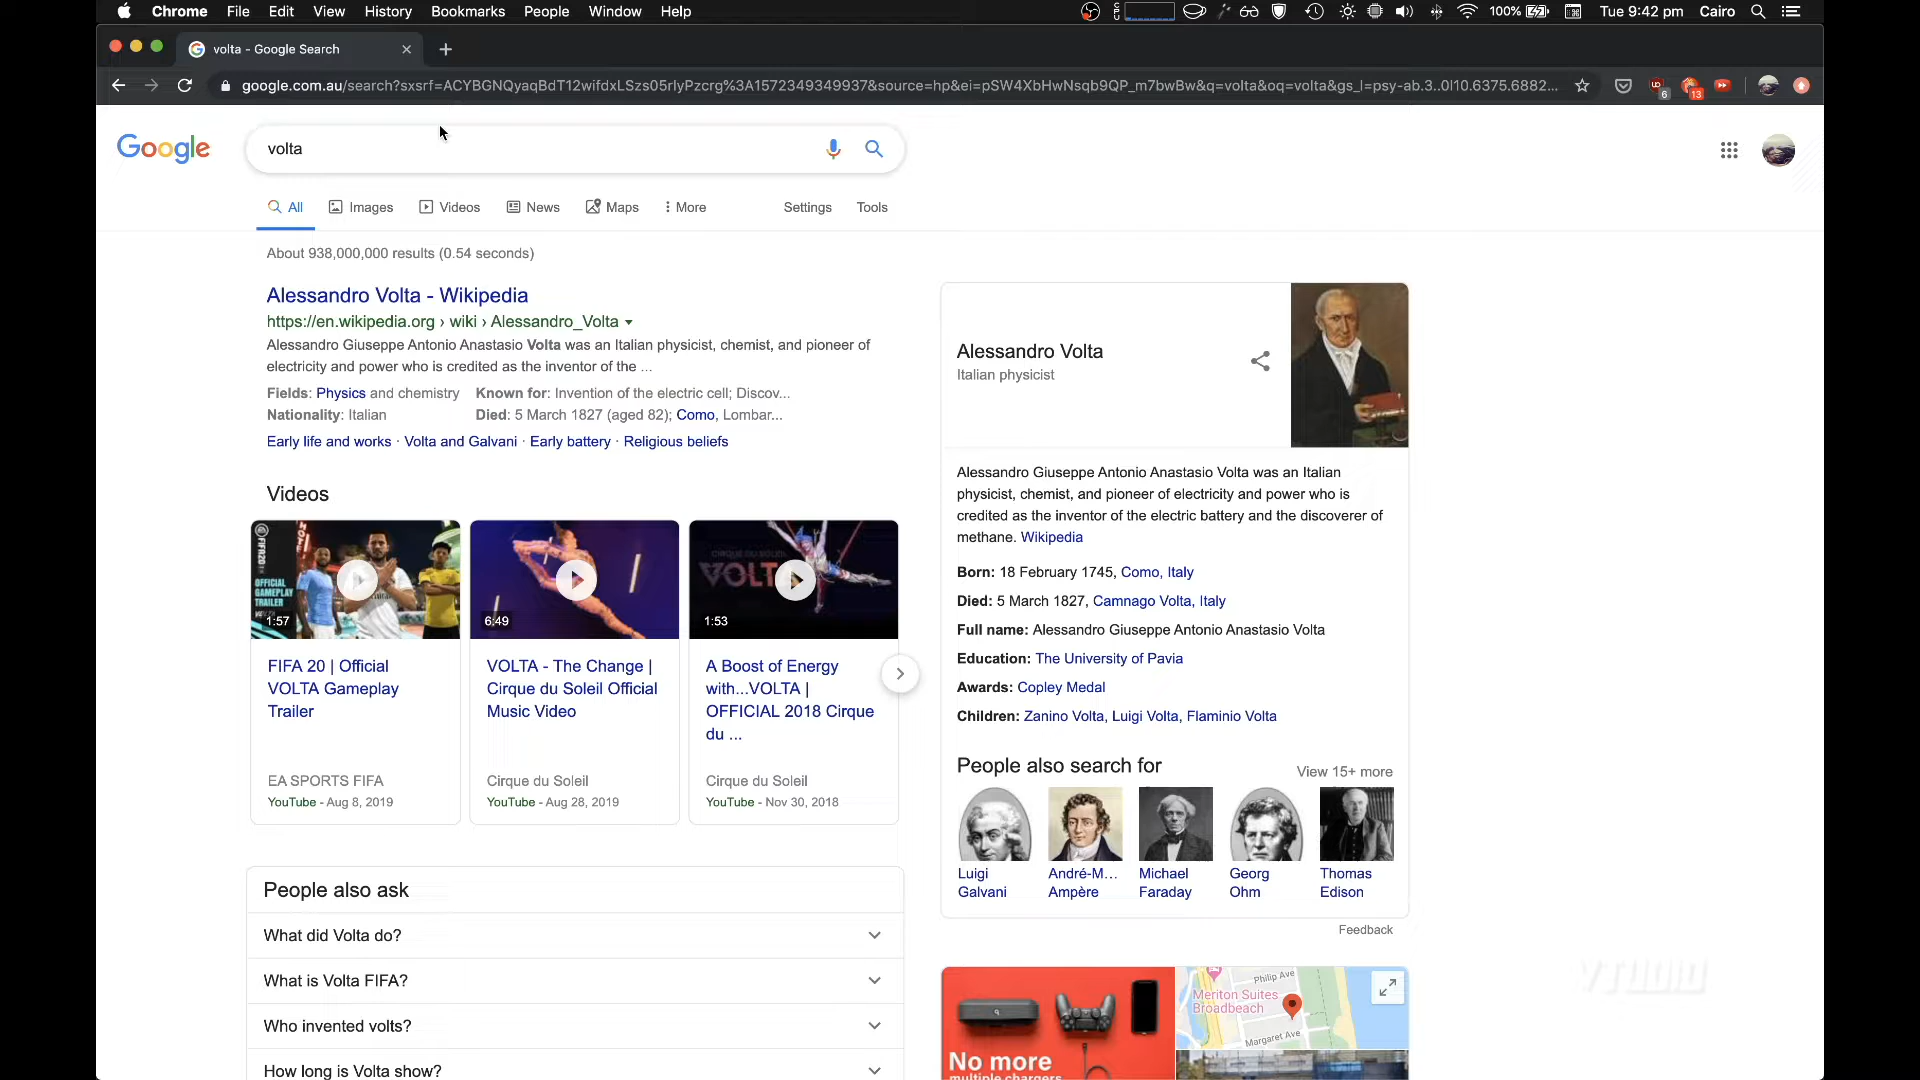 Chrome File Edit View History Bookmarks People Window Help
100% Tue 9:42 pm Cairo
volta - Google Search
google.com.au/search?sxsrf=ACYBGNQyaqBdT12wifdxLSzs05rlyPzcrg%3A1572349349937&source=hp&ei=pSW4XbHwNsqb9QP_m7bwBw&q=volta&oq=volta&gs_l=psy-ab.3..0l10.6375.6882...
6
13
Google
volta
All Images Videos News Maps More Settings Tools
About 938,000,000 results (0.54 seconds)
Alessandro Volta - Wikipedia
https://en.wikipedia.org › wiki › Alessandro_Volta
Alessandro Giuseppe Antonio Anastasio Volta was an Italian physicist, chemist, and pioneer of
electricity and power who is credited as the inventor of the ...
Fields: Physics and chemistry Known for: Invention of the electric cell; Discov...
Nationality: Italian Died: 5 March 1827 (aged 82); Como, Lombar...
Early life and works · Volta and Galvani · Early battery · Religious beliefs
Videos
FIFA20
OFFICIAL
GAMEPLAY
TRAILER
1:57
FIFA 20 | Official
VOLTA Gameplay
Trailer
EA SPORTS FIFA
YouTube - Aug 8, 2019
6:49
VOLTA - The Change |
Cirque du Soleil Official
Music Video
Cirque du Soleil
YouTube - Aug 28, 2019
CIRQUE DU SOLEIL
VOLT
1:53
A Boost of Energy
with...VOLTA |
OFFICIAL 2018 Cirque
du ...
Cirque du Soleil
YouTube - Nov 30, 2018
People also ask
What did Volta do?
What is Volta FIFA?
Who invented volts?
How long is Volta show?
Alessandro Volta
Italian physicist
Alessandro Giuseppe Antonio Anastasio Volta was an Italian
physicist, chemist, and pioneer of electricity and power who is
credited as the inventor of the electric battery and the discoverer of
methane. Wikipedia
Born: 18 February 1745, Como, Italy
Died: 5 March 1827, Camnago Volta, Italy
Full name: Alessandro Giuseppe Antonio Anastasio Volta
Education: The University of Pavia
Awards: Copley Medal
Children: Zanino Volta, Luigi Volta, Flaminio Volta
People also search for
View 15+ more
Luigi
Galvani
André-M...
Ampère
Michael
Faraday
Georg
Ohm
Thomas
Edison
Feedback
No more
multiple chargers
Philip Ave
Meriton Suites
Broadbeach
Margaret Ave
VTUDIO